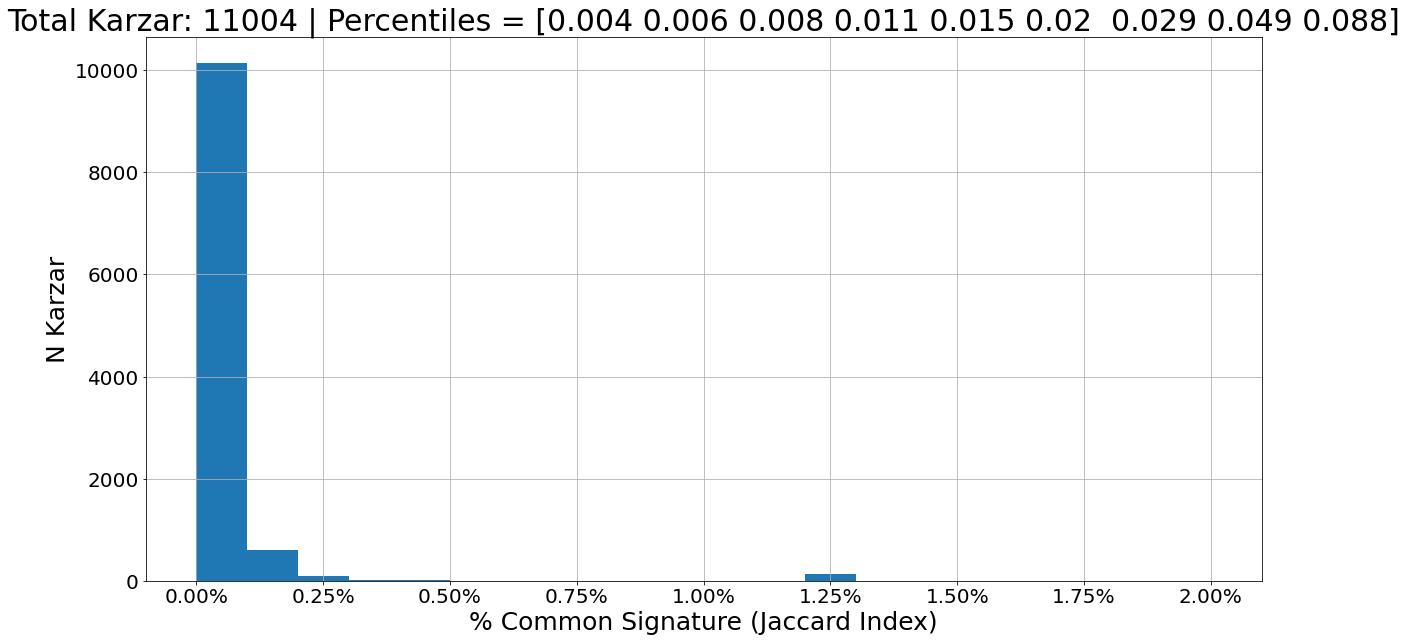 Total Karzar: 11004 | Percentiles = [0.004 0.006 0.008 0.011 0.015 0.02  0.029 0.049 0.088]
10000
8000
6000
4000
2000
0
N Karzar
0.00% 0.25% 0.50% 0.75% 1.00% 1.25% 1.50% 1.75% 2.00%
% Common Signature (Jaccard Index)